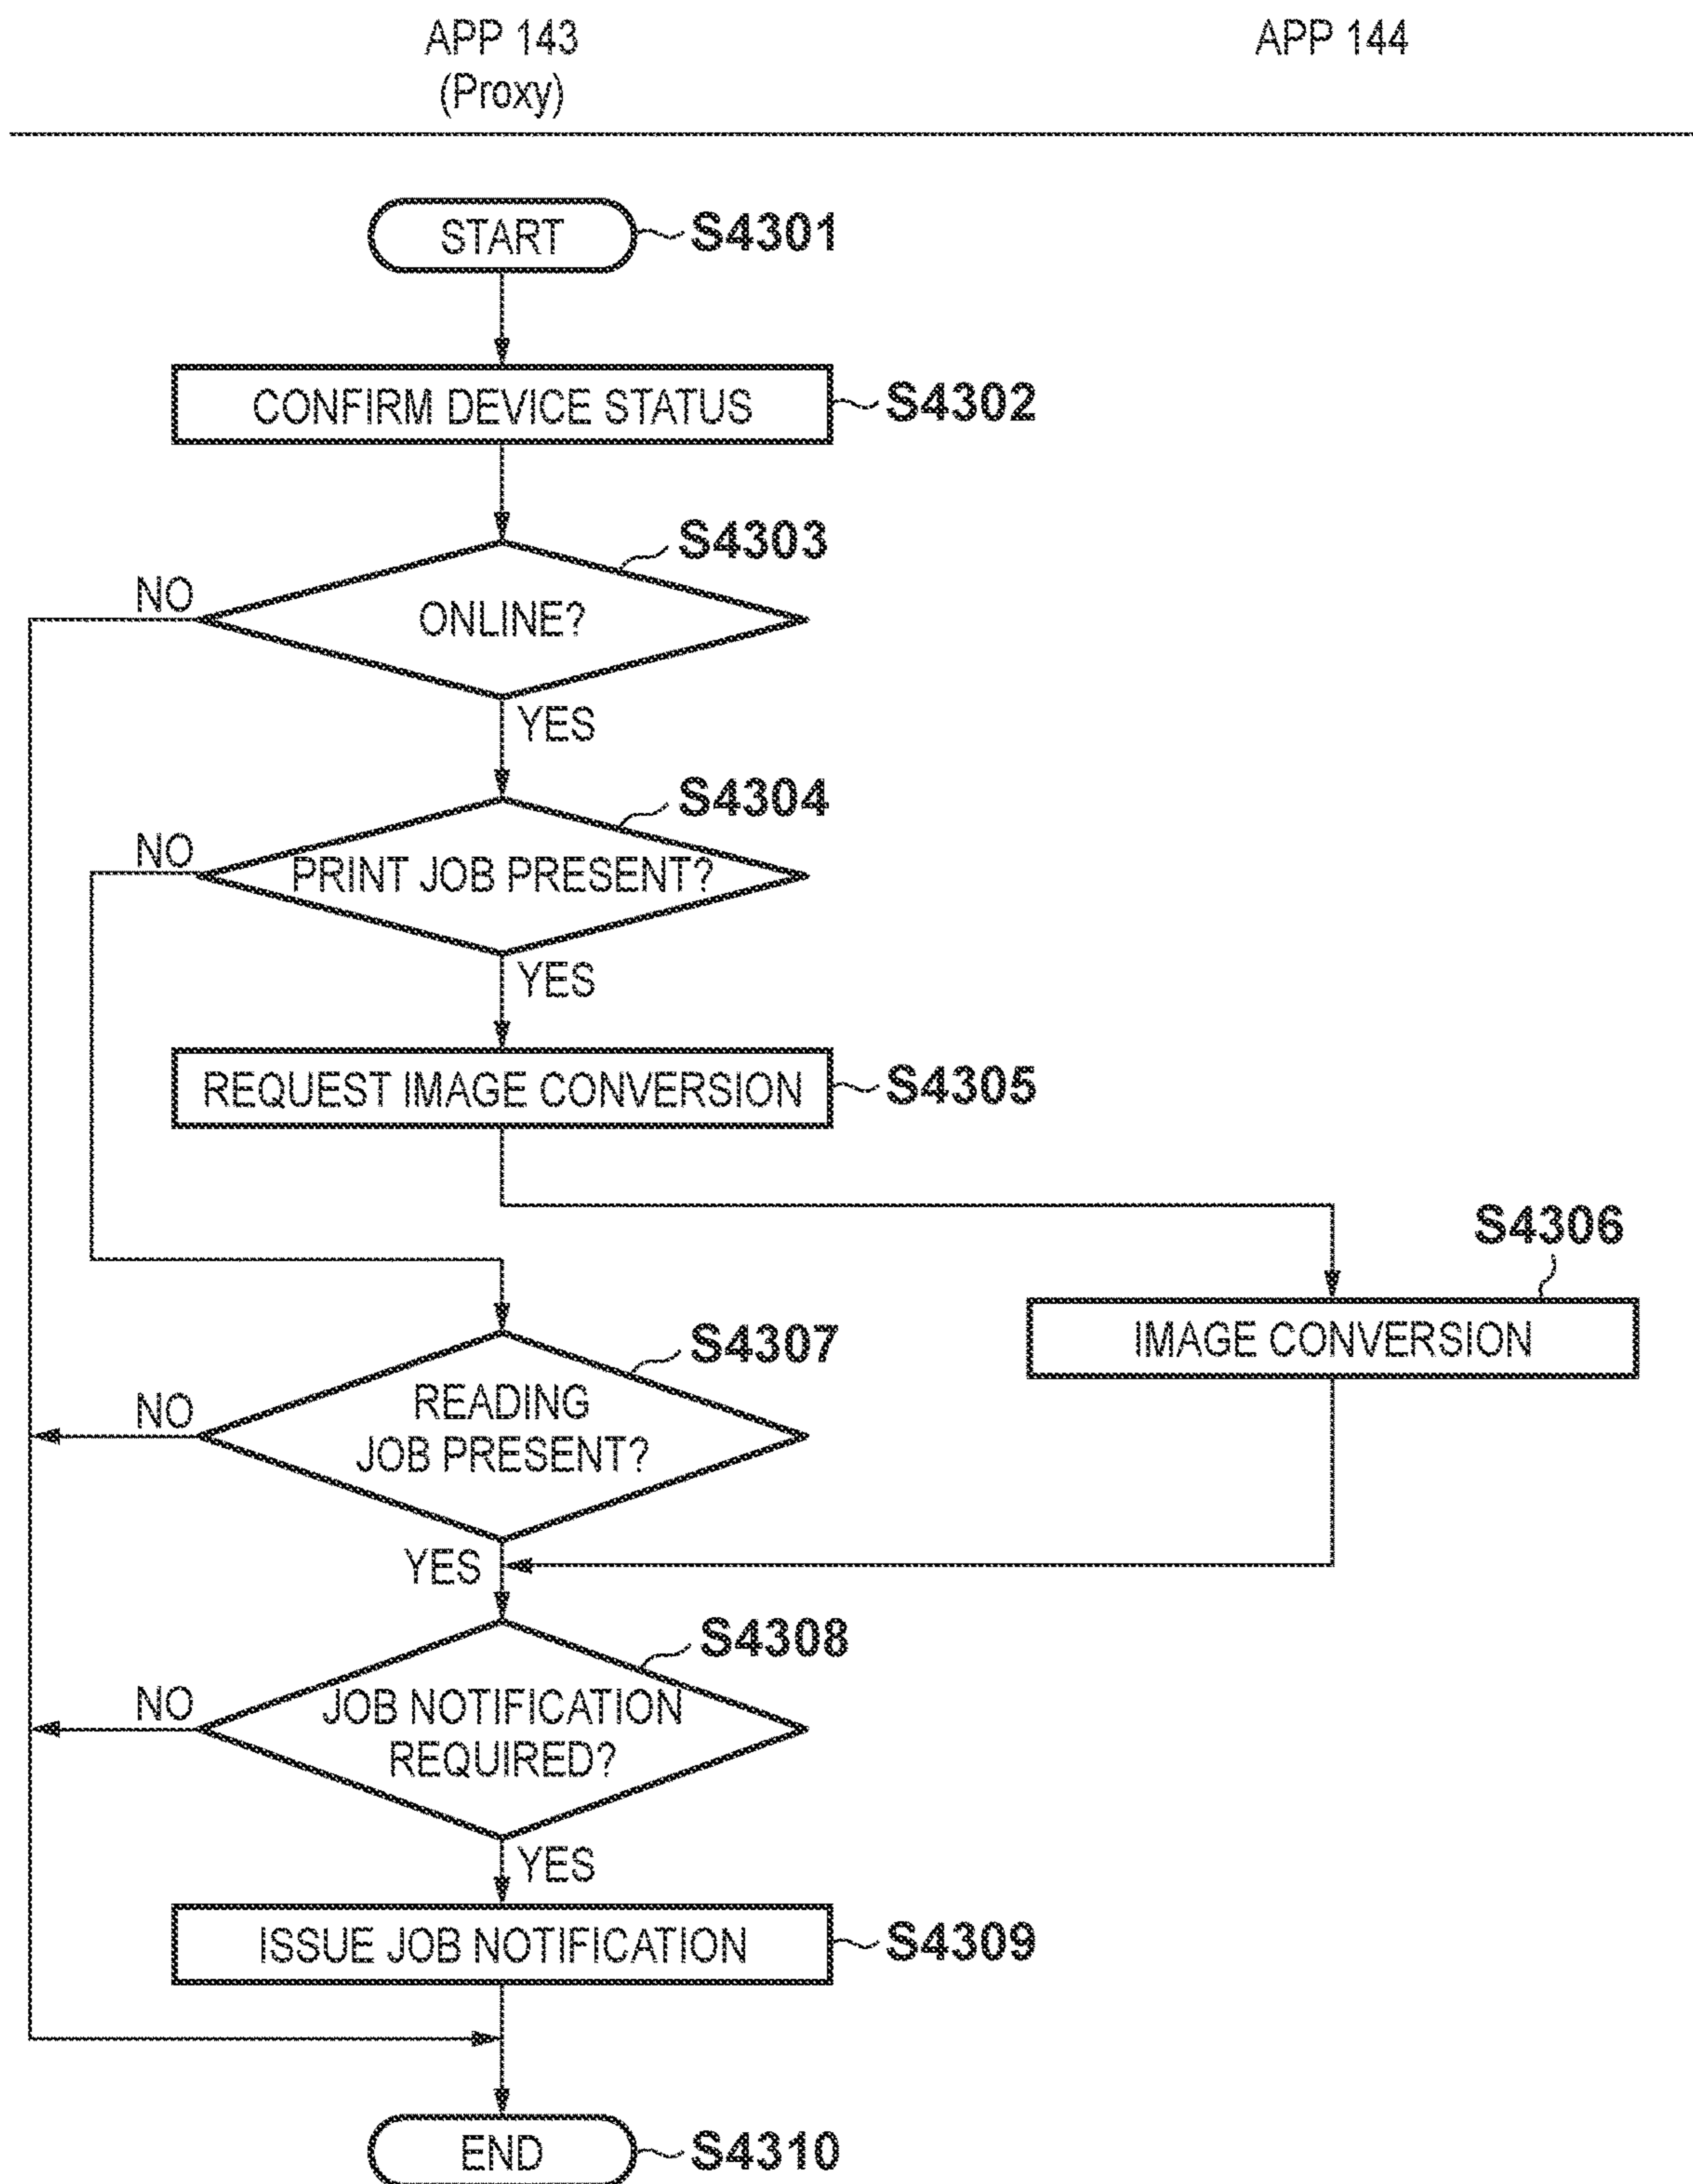 APP 143
(Proxy)
APP 144
START
S4301
CONFIRM DEVICE STATUS
S4302
S4303
NO
ONLINE?
YES
S4304
NO
PRINT JOB PRESENT?
YES
REQUEST IMAGE CONVERSION
S4305
S4306
IMAGE CONVERSION
S4307
NO
READING
JOB PRESENT?
YES
S4308
NO
JOB NOTIFICATION
REQUIRED?
YES
ISSUE JOB NOTIFICATION
S4309
END
S4310